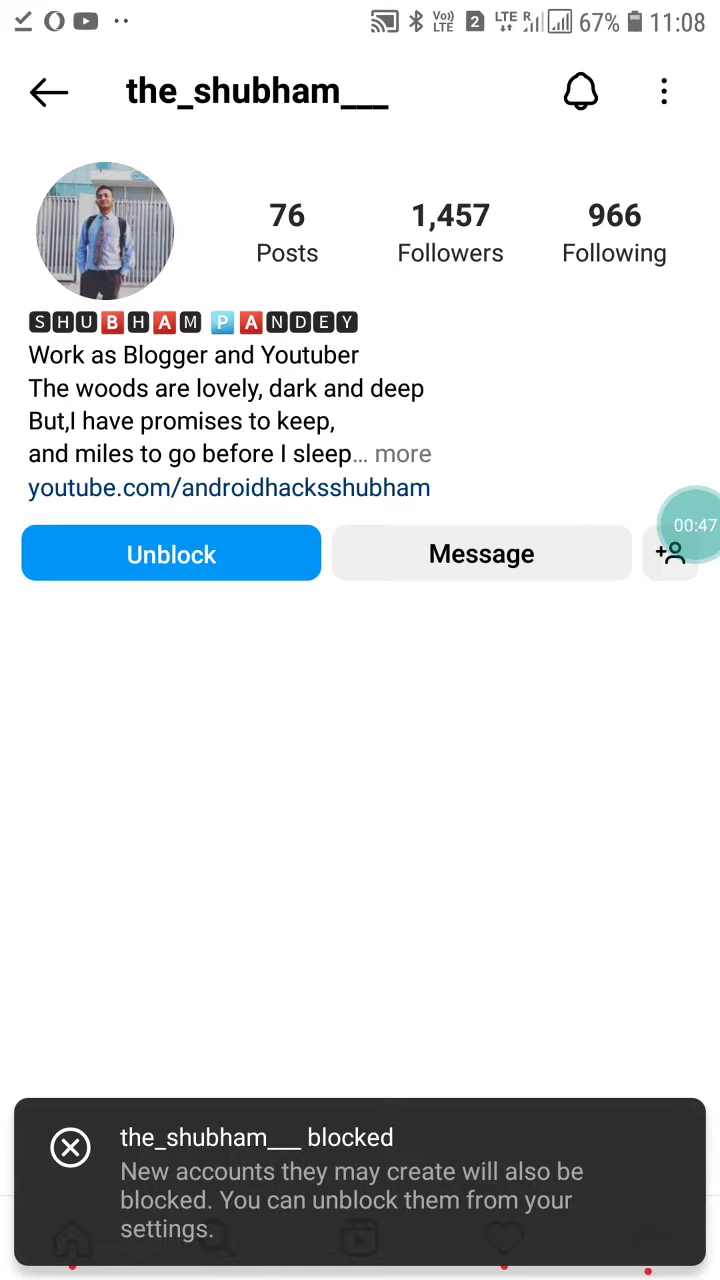 Vo)) LTE 2 LTE R 67% 11:08
the_shubham___
76 1,457 966
Posts Followers Following
🆂🅷🆄🅱🅷🅰🅼 🅿🅰🅽🅳🅴🆈
Work as Blogger and Youtuber
The woods are lovely, dark and deep
But,I have promises to keep,
and miles to go before I sleep... more
youtube.com/androidhacksshubham
00:47
Unblock Message
the_shubham___ blocked
New accounts they may create will also be
blocked. You can unblock them from your
settings.